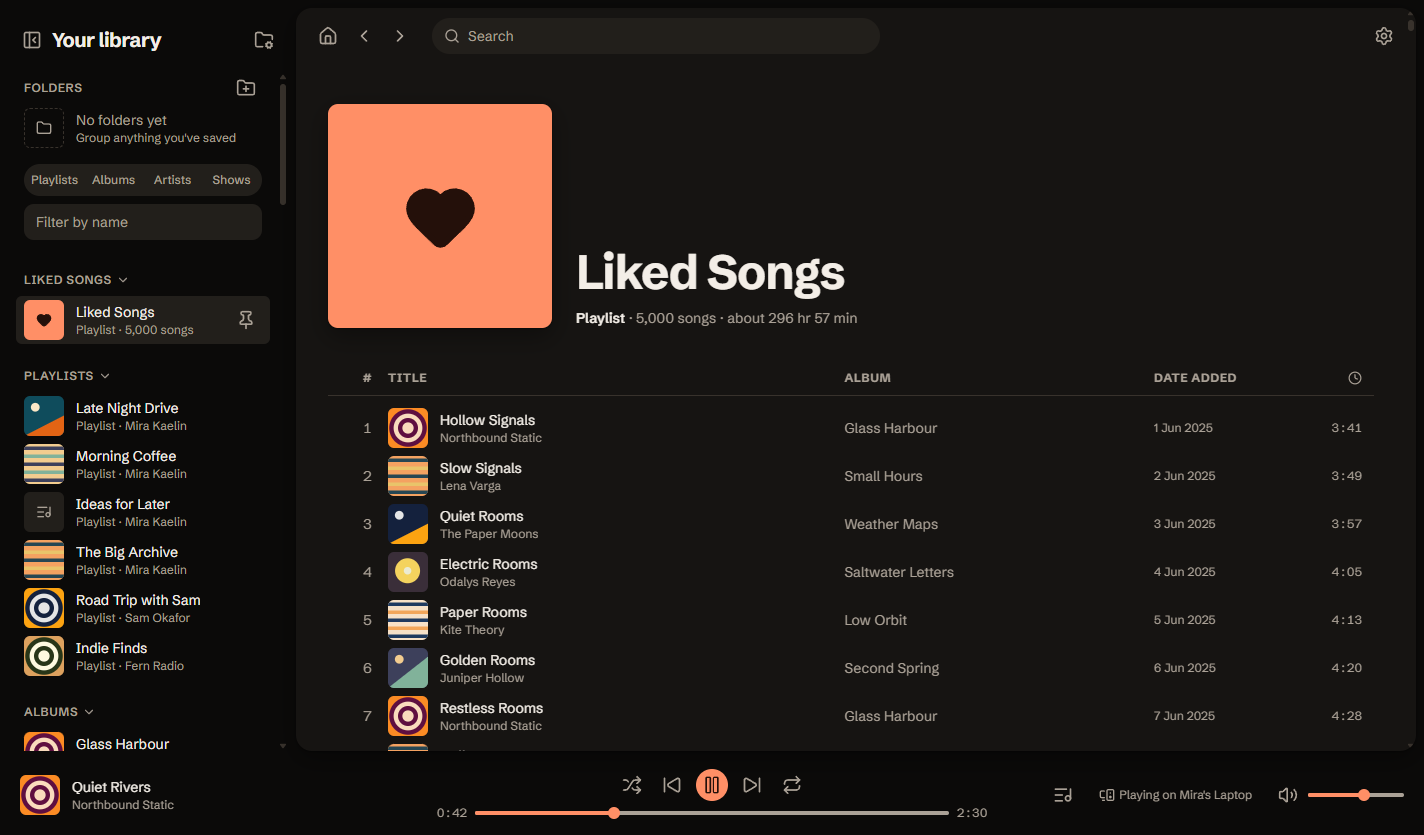 Your library
FOLDERS
No folders yet
Group anything you've saved
Playlists Albums Artists Shows
Filter by name
LIKED SONGS
Liked Songs
Playlist · 5,000 songs
PLAYLISTS
Late Night Drive
Playlist · Mira Kaelin
Morning Coffee
Playlist · Mira Kaelin
Ideas for Later
Playlist · Mira Kaelin
The Big Archive
Playlist · Mira Kaelin
Road Trip with Sam
Playlist · Sam Okafor
Indie Finds
Playlist · Fern Radio
ALBUMS
Glass Harbour
Search
Liked Songs
Playlist · 5,000 songs · about 296 hr 57 min
# TITLE ALBUM DATE ADDED
1 Hollow Signals Glass Harbour 1 Jun 2025 3:41
Northbound Static
2 Slow Signals Small Hours 2 Jun 2025 3:49
Lena Varga
3 Quiet Rooms Weather Maps 3 Jun 2025 3:57
The Paper Moons
4 Electric Rooms Saltwater Letters 4 Jun 2025 4:05
Odalys Reyes
5 Paper Rooms Low Orbit 5 Jun 2025 4:13
Kite Theory
6 Golden Rooms Second Spring 6 Jun 2025 4:20
Juniper Hollow
7 Restless Rooms Glass Harbour 7 Jun 2025 4:28
Northbound Static
Quiet Rivers
Northbound Static
0:42 2:30
Playing on Mira's Laptop